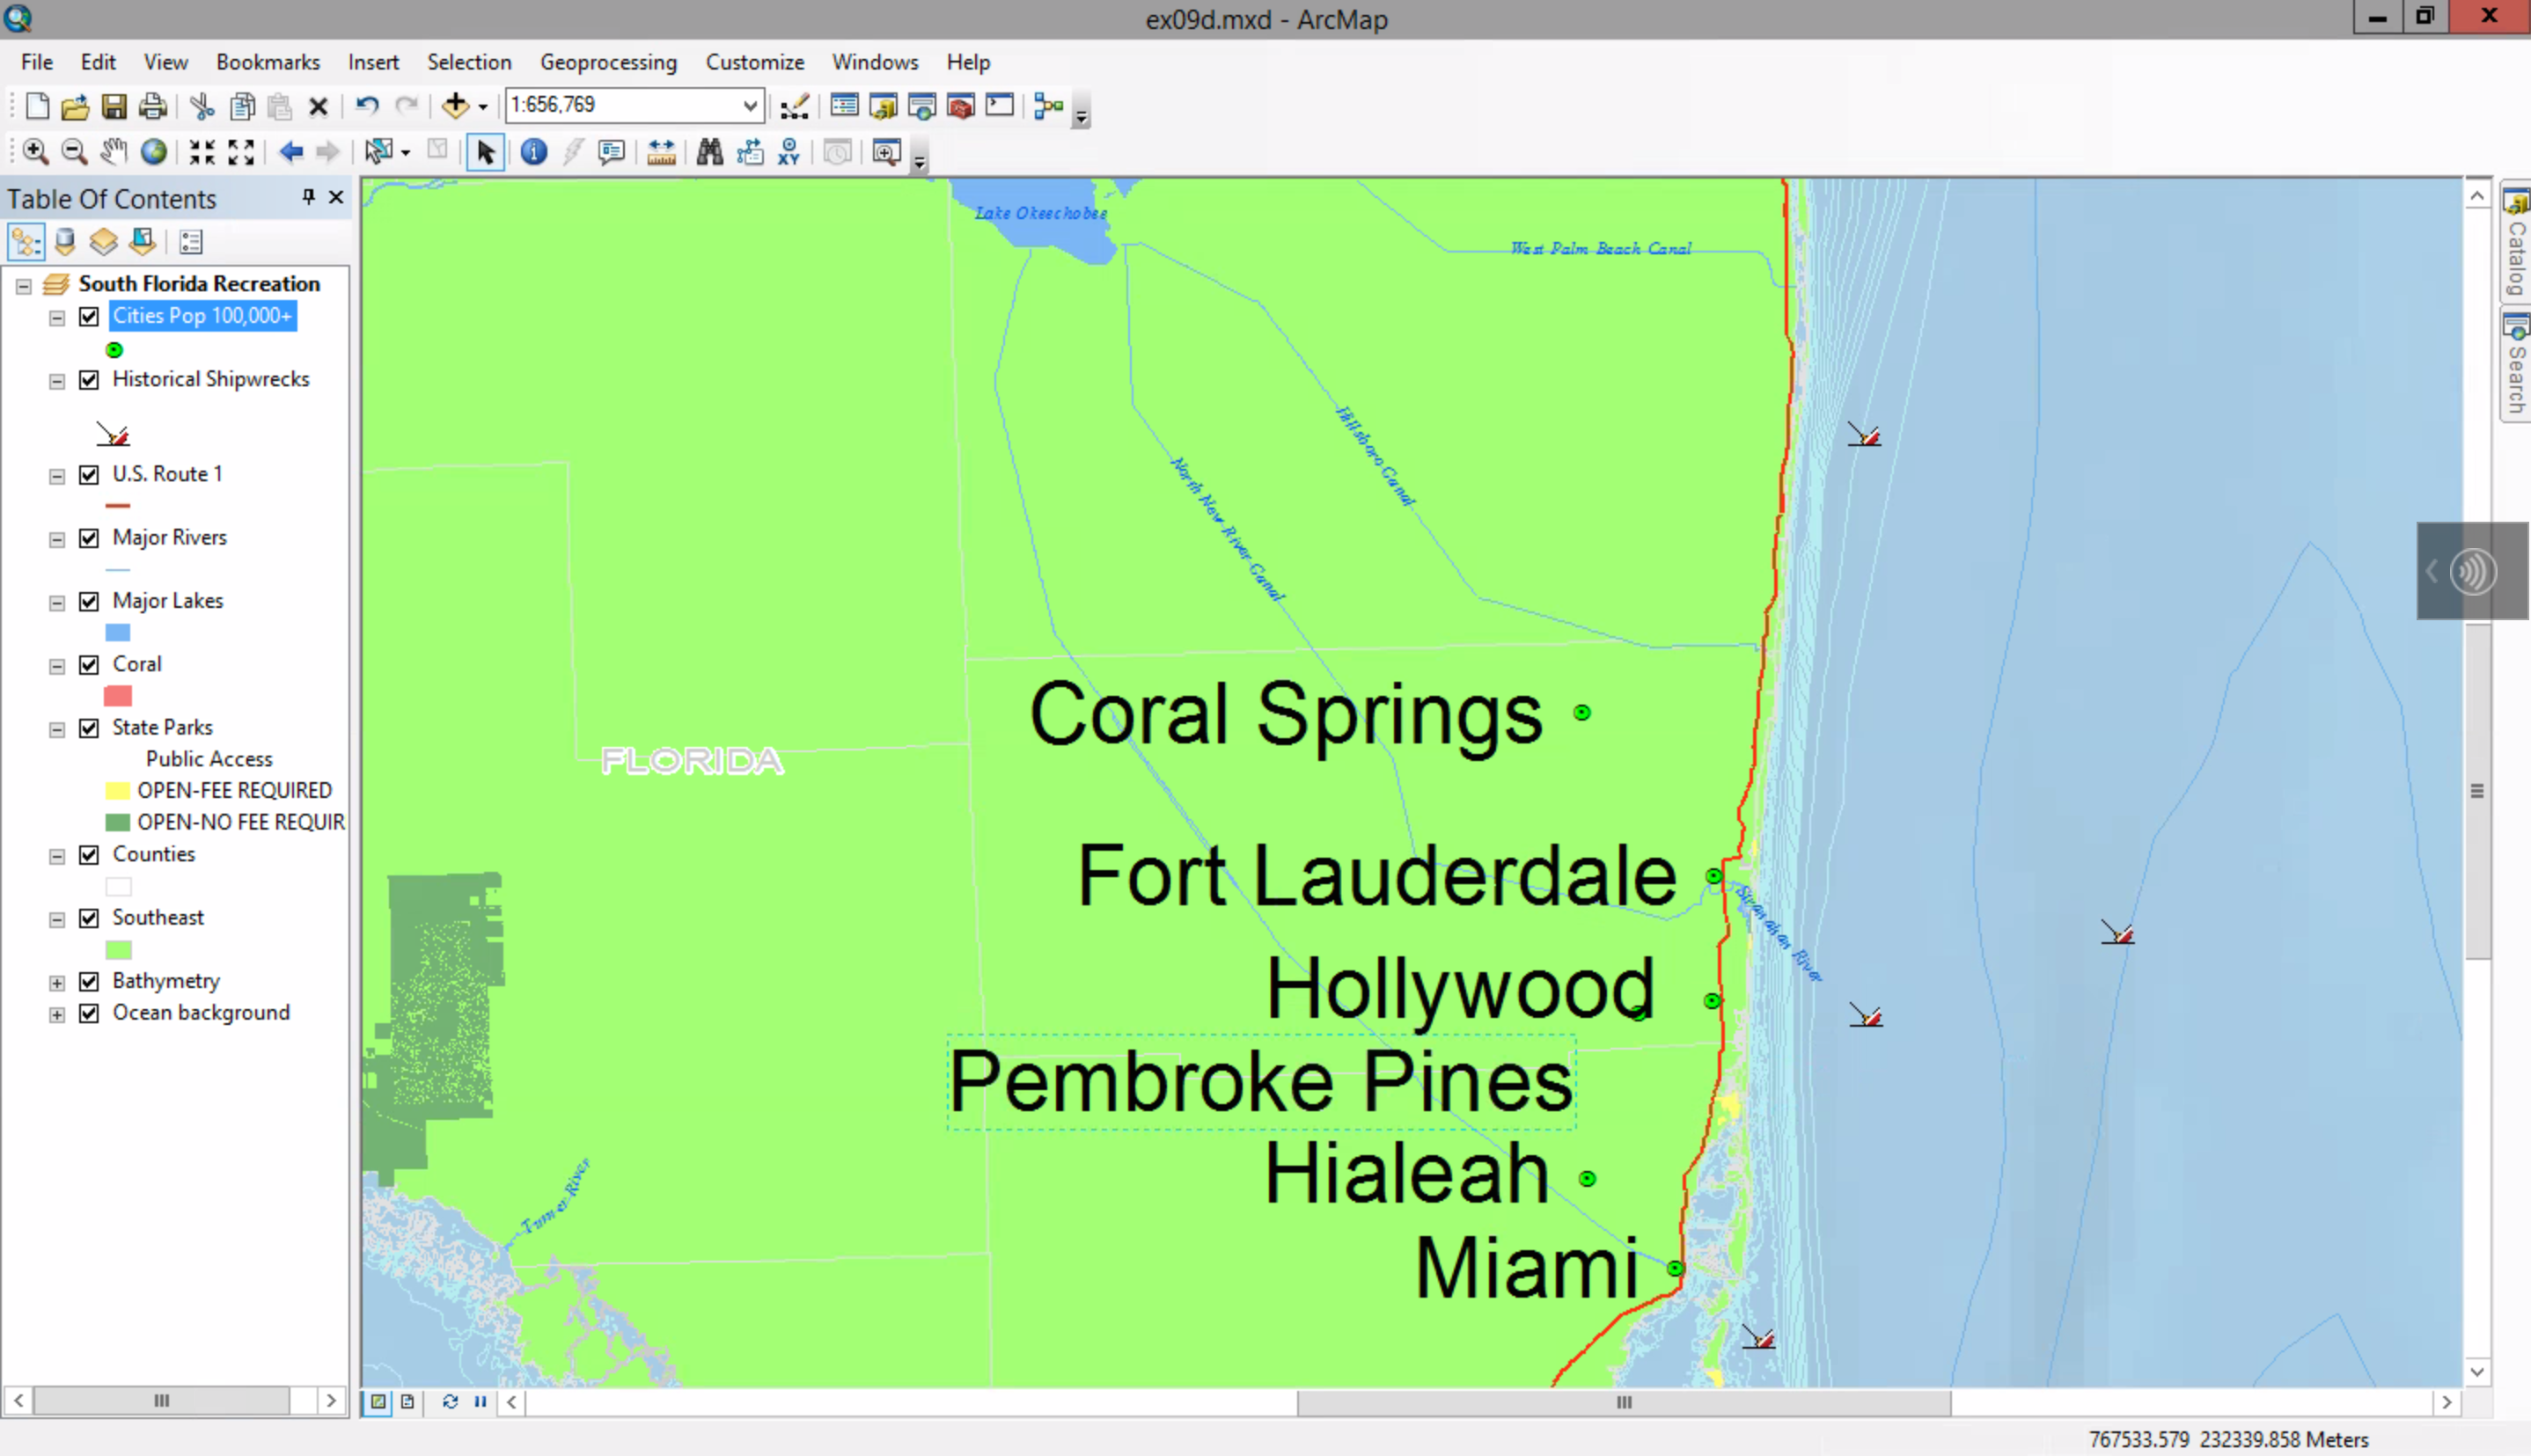 ex09d.mxd - ArcMap
File Edit View Bookmarks Insert Selection Geoprocessing Customize Windows Help
1:656,769
XY
Table Of Contents
South Florida Recreation
Cities Pop 100,000+
Historical Shipwrecks
U.S. Route 1
Major Rivers
Major Lakes
Coral
State Parks
Public Access
OPEN-FEE REQUIRED
OPEN-NO FEE REQUIR
Counties
Southeast
Bathymetry
Ocean background
Lake Okeechobee
West Palm Beach Canal
Hillsboro Canal
North New River Canal
FLORIDA
Coral Springs
Fort Lauderdale
Stranahan River
Hollywood
Pembroke Pines
Hialeah
Turner River
Miami
Catalog
Search
767533.579 232339.858 Meters